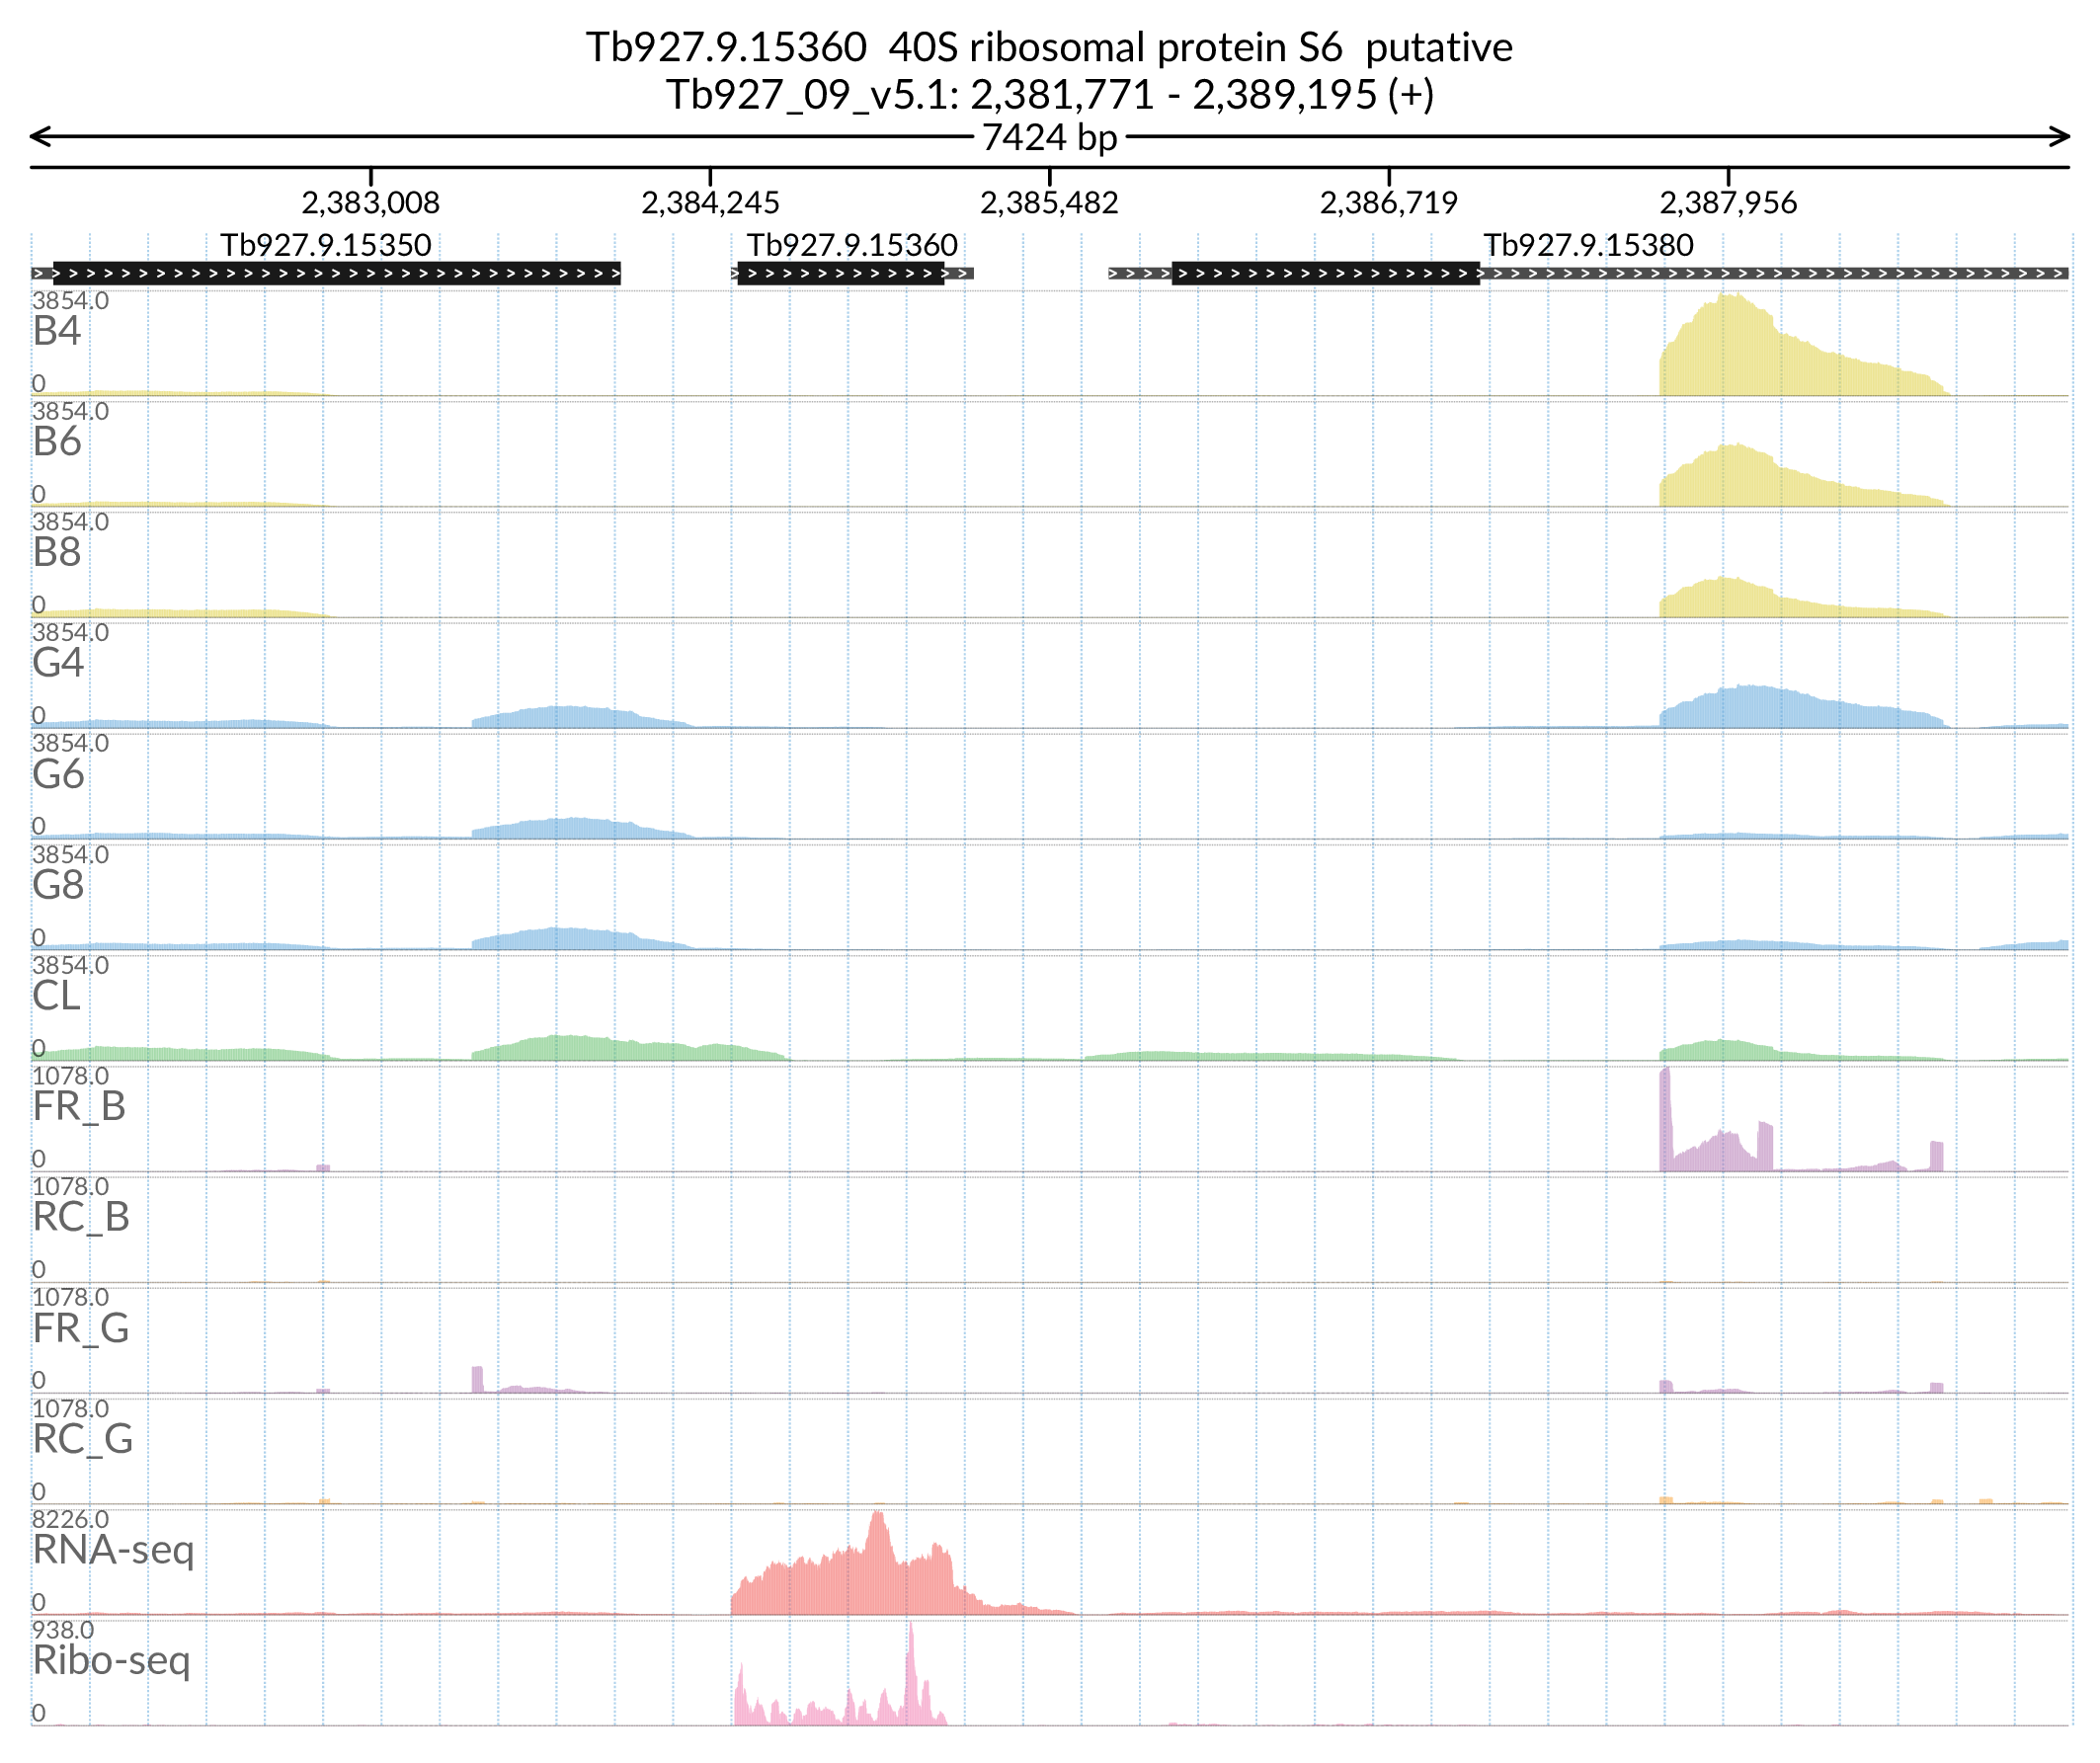 Tb927.9.15360 40S ribosomal protein S6 putative
Tb927_09_v5.1: 2,381,771 - 2,389,195 (+)
7424 bp
2,383,008 2,384,245 2,385,482 2,386,719 2,387,956
Tb927.9.15350 Tb927.9.15360 Tb927.9.15380
3854.0
B4
0
3854.0
B6
0
3854.0
B8
0
3854.0
G4
0
3854.0
G6
0
3854.0
G8
0
3854.0
CL
0
1078.0
FR_B
0
1078.0
RC_B
0
1078.0
FR_G
0
1078.0
RC_G
0
8226.0
RNA-seq
0
938.0
Ribo-seq
0